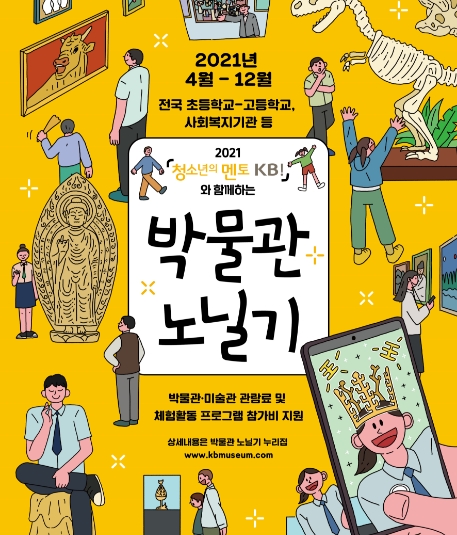 2021년
4월 - 12월
전국 초등학교-고등학교,
사회복지기관 등
2021
「청소년의 멘토 KB!」
와 함께하는
박물관
노닐기
박물관·미술관 관람료 및
체험활동 프로그램 참가비 지원
상세내용은 박물관 노닐기 누리집
www.kbmuseum.com